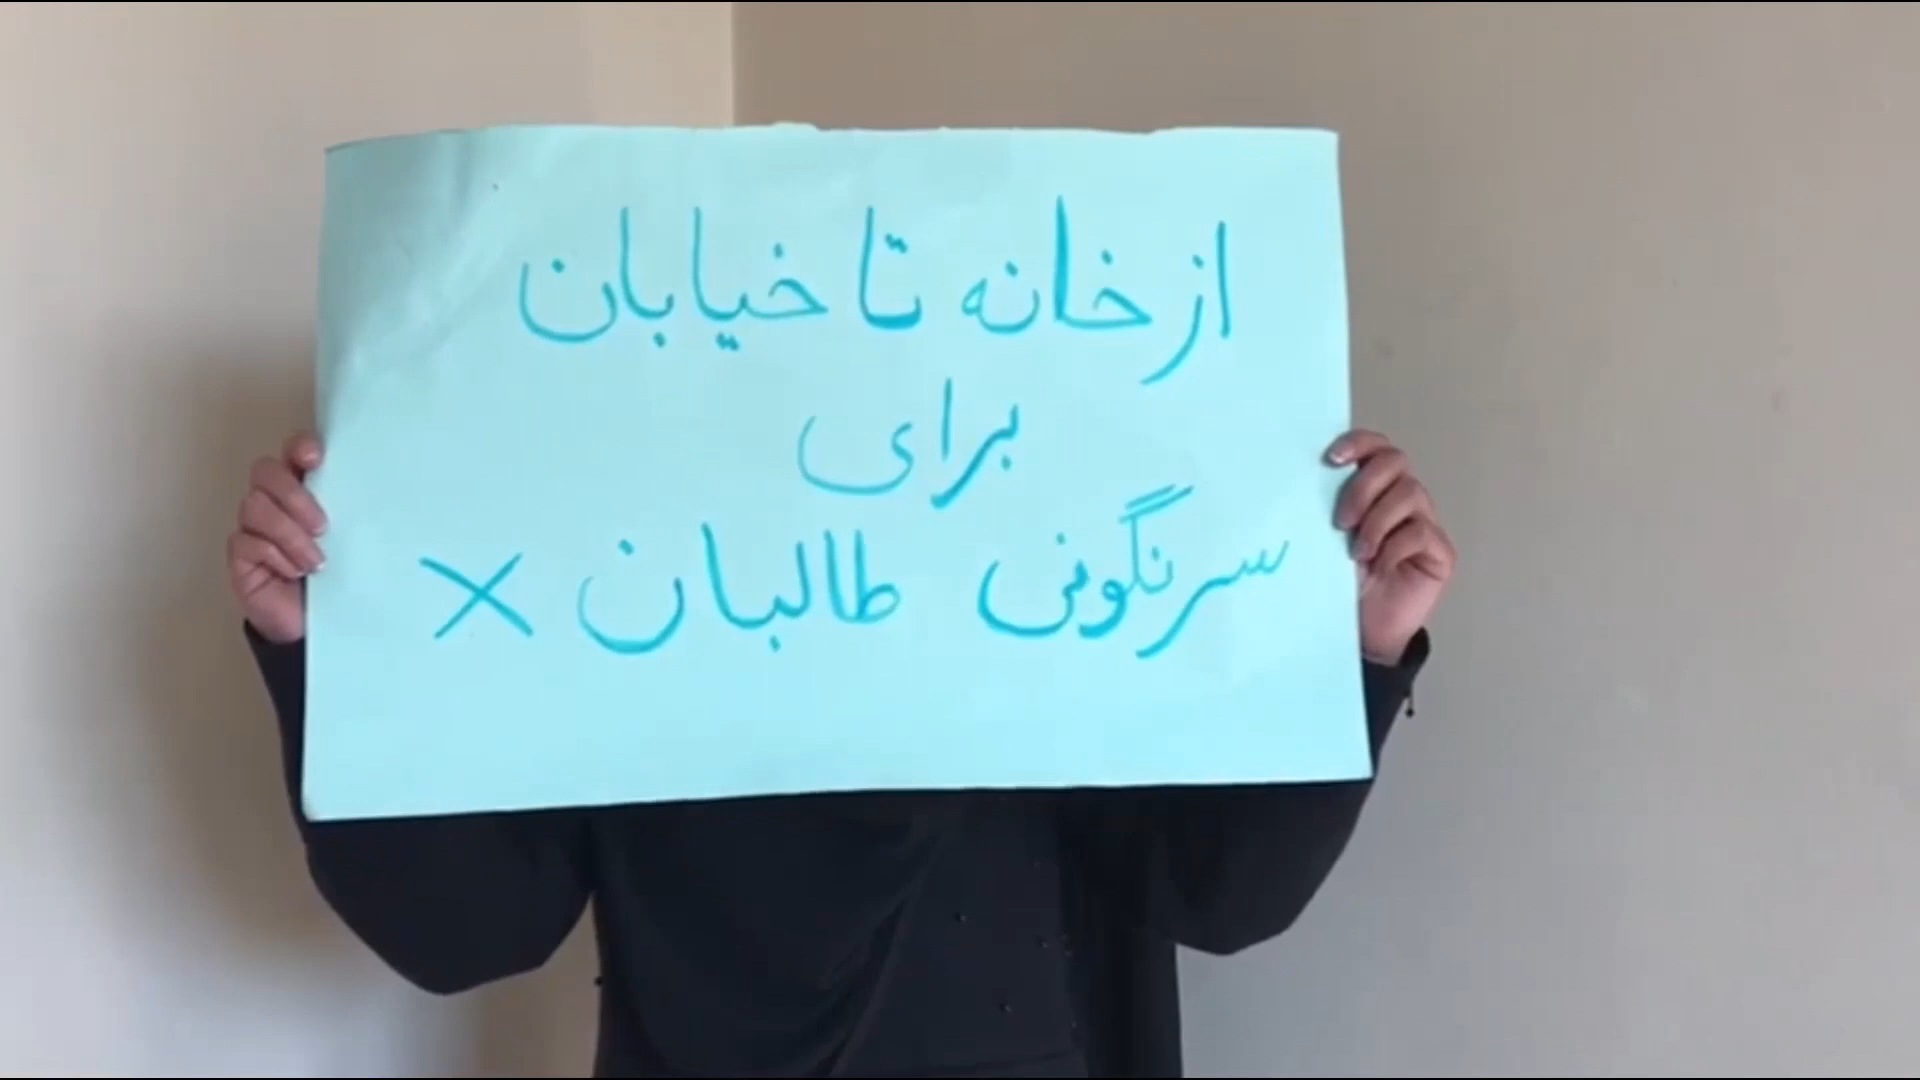 از خانه تا خیابان
برای
سرنگونی طالبان ×